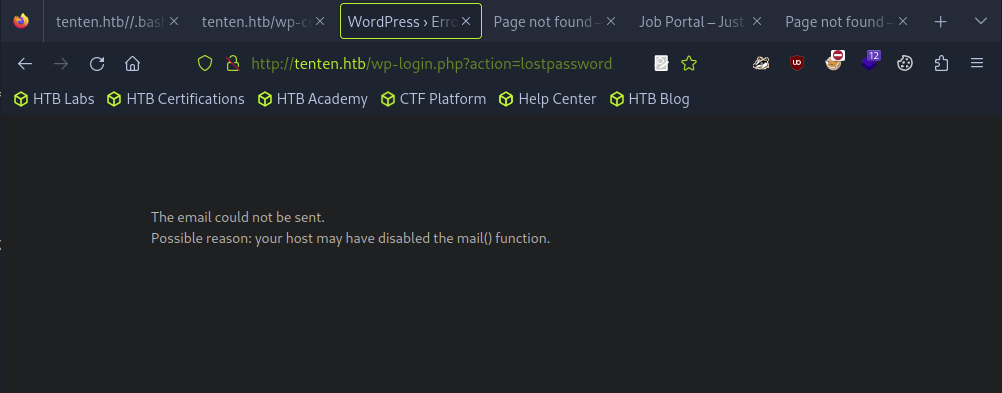 tenten.htb//.bas
tenten.htb/wp-c
WordPress › Erro
Page not found –
Job Portal – Just
Page not found –
http://tenten.htb/wp-login.php?action=lostpassword
12
HTB Labs
HTB Certifications
HTB Academy
CTF Platform
Help Center
HTB Blog
The email could not be sent.
Possible reason: your host may have disabled the mail() function.